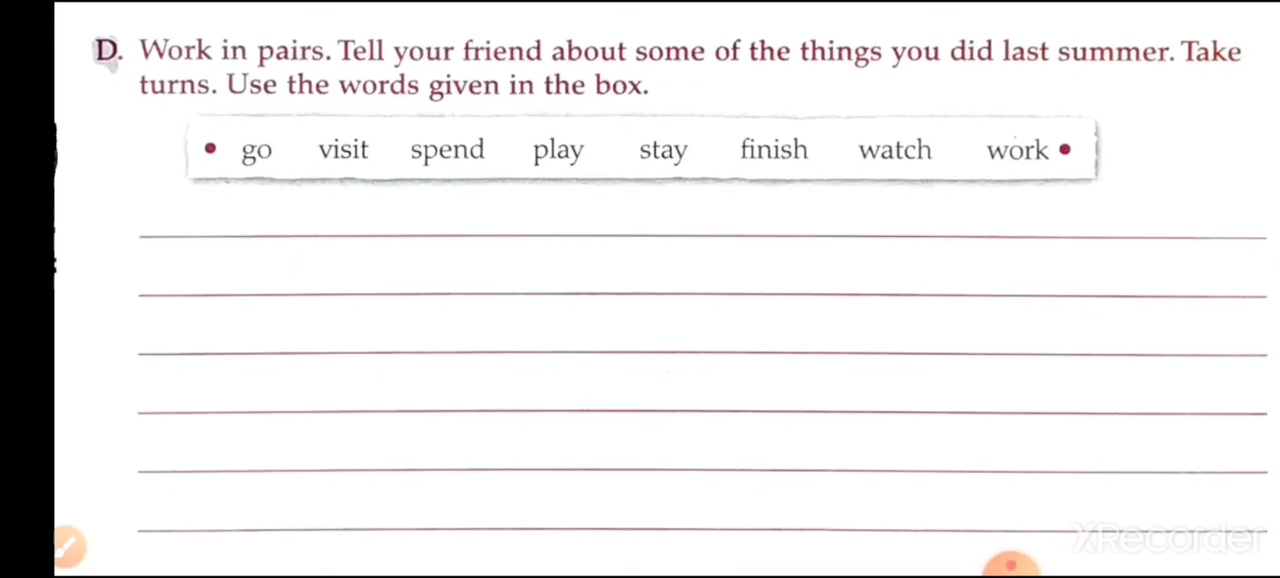 D. Work in pairs. Tell your friend about some of the things you did last summer. Take
turns. Use the words given in the box.
• go visit spend play stay finish watch work •
XRecorder